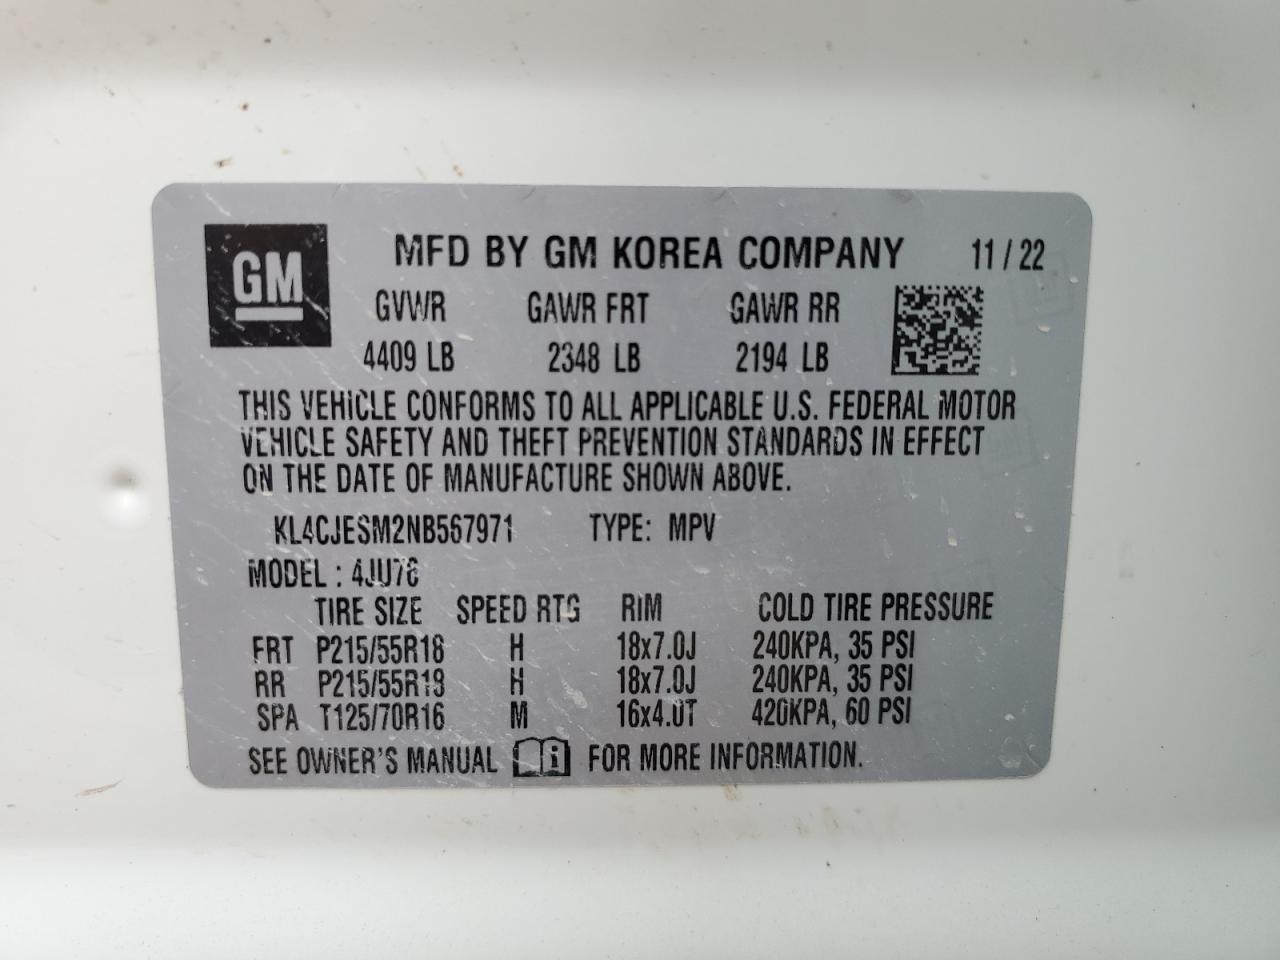 GM
MFD BY GM KOREA COMPANY 11/22
GVWR GAWR FRT GAWR RR
4409 LB 2348 LB 2194 LB
THIS VEHICLE CONFORMS TO ALL APPLICABLE U.S. FEDERAL MOTOR
VEHICLE SAFETY AND THEFT PREVENTION STANDARDS IN EFFECT
ON THE DATE OF MANUFACTURE SHOWN ABOVE.
KL4CJESM2NB567971 TYPE: MPV
MODEL : 4JU76
TIRE SIZE SPEED RTG RIM COLD TIRE PRESSURE
FRT P215/55R18 H 18x7.0J 240KPA, 35 PSI
RR P215/55R18 H 18x7.0J 240KPA, 35 PSI
SPA T125/70R16 M 16x4.0T 420KPA, 60 PSI
SEE OWNER'S MANUAL FOR MORE INFORMATION.